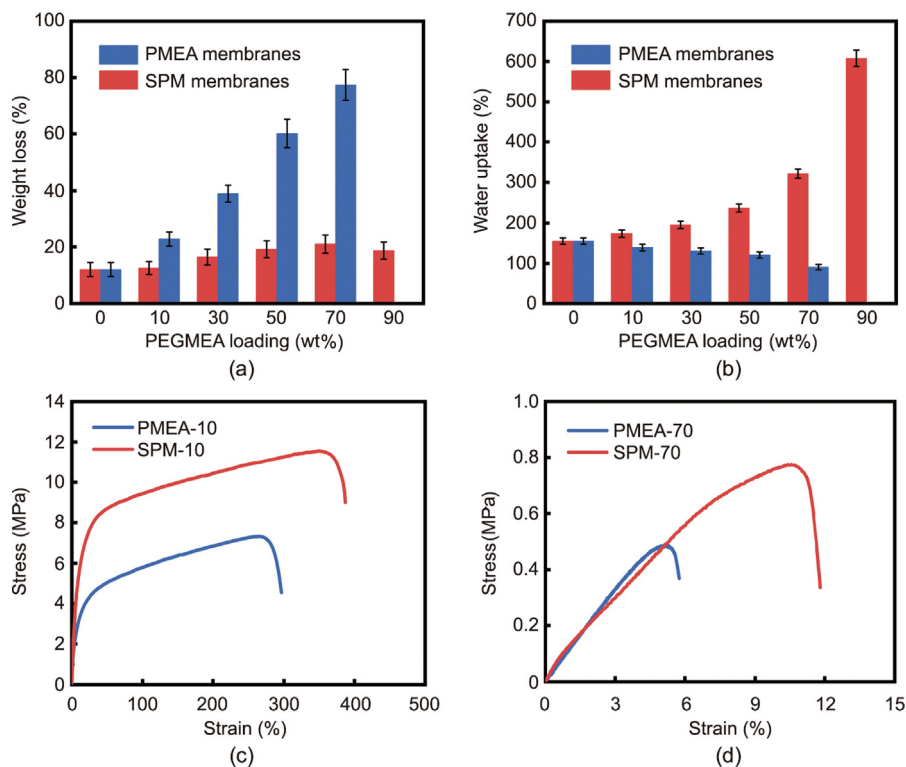 100
80
60
40
20
0
Weight loss (%)
PMEA membranes
SPM membranes
0 10 30 50 70 90
PEGMEA loading (wt%)
(a)
700
600
500
400
300
200
100
0
Water uptake (%)
PMEA membranes
SPM membranes
0 10 30 50 70 90
PEGMEA loading (wt%)
(b)
14
12
10
8
6
4
2
0
Stress (MPa)
PMEA-10
SPM-10
0 100 200 300 400 500
Strain (%)
(c)
1.0
0.8
0.6
0.4
0.2
0
Stress (MPa)
PMEA-70
SPM-70
0 3 6 9 12 15
Strain (%)
(d)